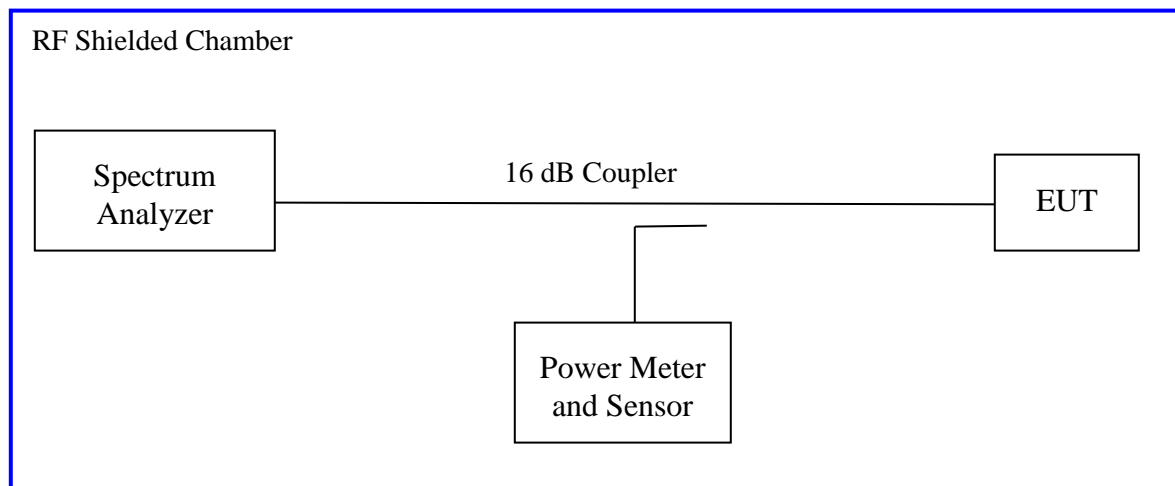 RF Shielded Chamber
Spectrum
Analyzer
16 dB Coupler
EUT
Power Meter
and Sensor